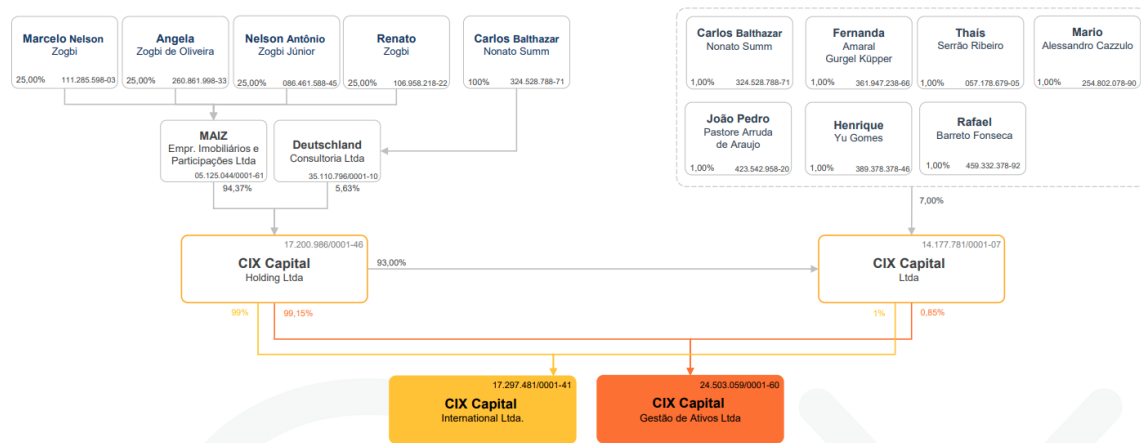 Marcelo Nelson
Zogbi
25,00% 111.285.598-03
Angela
Zogbi de Oliveira
25,00% 260.861.998-33
Nelson Antônio
Zogbi Júnior
25,00% 086.461.588-45
Renato
Zogbi
25,00% 106.958.218-22
Carlos Balthazar
Nonato Summ
100% 324.528.788-71
Carlos Balthazar
Nonato Summ
1,00% 324.528.788-71
Fernanda
Amaral
Gurgel Küpper
1,00% 361.947.238-66
Thaís
Serrão Ribeiro
1,00% 057.178.679-05
Mario
Alessandro Cazzulo
1,00% 254.802.078-90
João Pedro
Pastore Arruda
de Araujo
1,00% 423.542.958-20
Henrique
Yu Gomes
1,00% 389.378.378-46
Rafael
Barreto Fonseca
1,00% 459.332.378-92
MAIZ
Empr. Imobiliários e
Participações Ltda
05.125.044/0001-61
94,37%
Deutschland
Consultoria Ltda
35.110.796/0001-10
5,63%
7,00%
17.200.986/0001-46
CIX Capital
Holding Ltda
93,00%
14.177.781/0001-07
CIX Capital
Ltda
99%
99,15%
1%
0,85%
17.297.481/0001-41
CIX Capital
International Ltda.
24.503.059/0001-60
CIX Capital
Gestão de Ativos Ltda